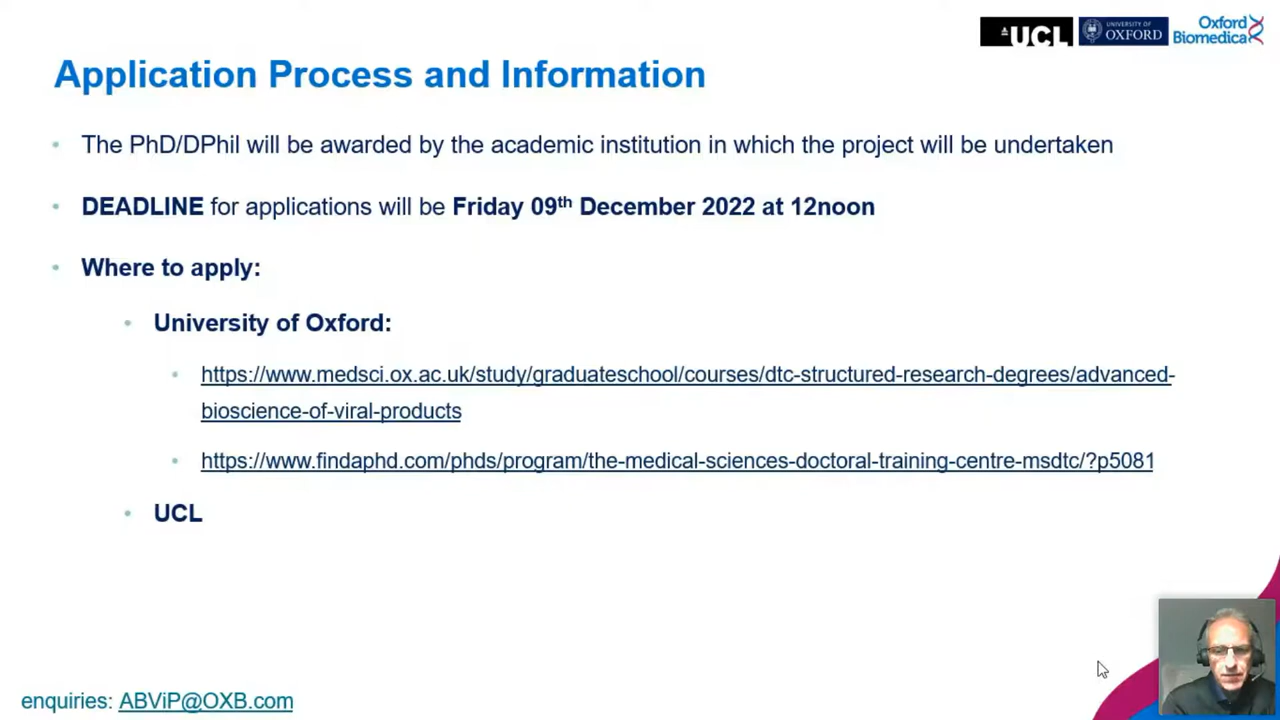 UCL
UNIVERSITY OF
OXFORD
Oxford
Biomedica
Application Process and Information
The PhD/DPhil will be awarded by the academic institution in which the project will be undertaken
DEADLINE for applications will be Friday 09th December 2022 at 12noon
Where to apply:
University of Oxford:
https://www.medsci.ox.ac.uk/study/graduateschool/courses/dtc-structured-research-degrees/advanced-
bioscience-of-viral-products
https://www.findaphd.com/phds/program/the-medical-sciences-doctoral-training-centre-msdtc/?p5081
UCL
enquiries: ABViP@OXB.com